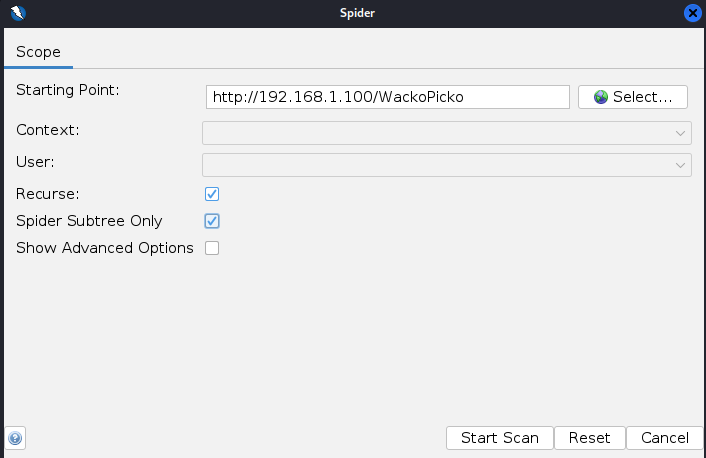 Spider
Scope
Starting Point: http://192.168.1.100/WackoPicko Select...
Context:
User:
Recurse:
Spider Subtree Only
Show Advanced Options
Start Scan Reset Cancel